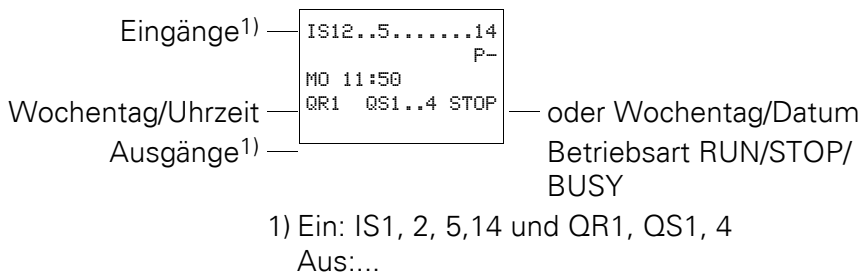 Eingänge1)
IS12..5.......14
P-
MO 11:50
Wochentag/Uhrzeit
QR1 QS1..4 STOP
oder Wochentag/Datum
Ausgänge1)
Betriebsart RUN/STOP/
BUSY
1) Ein: IS1, 2, 5,14 und QR1, QS1, 4
Aus:...